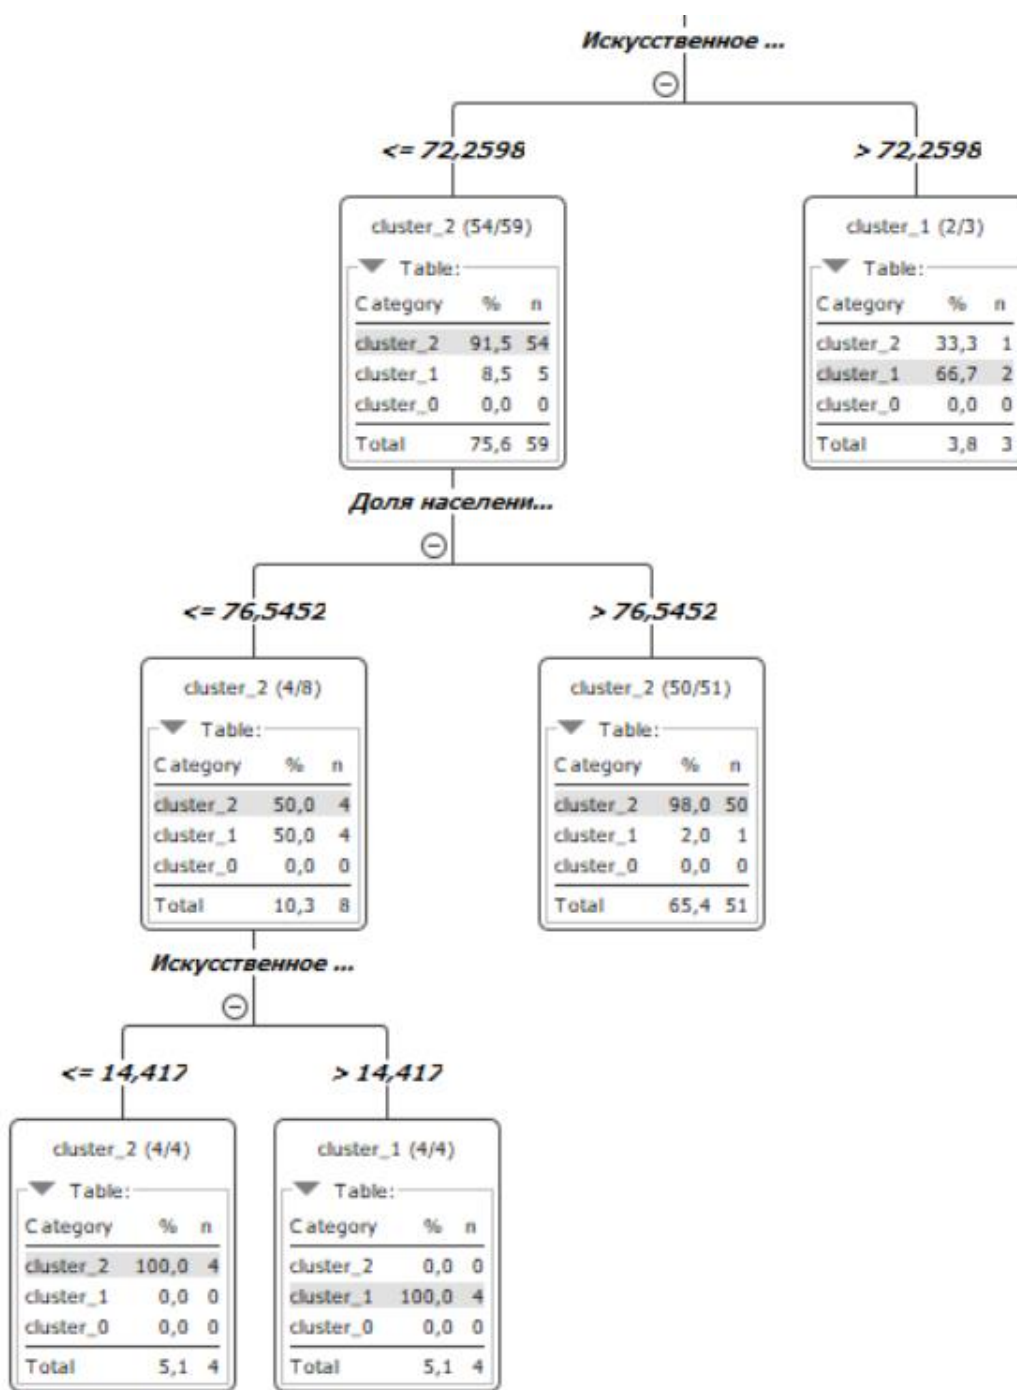 Искусственное ...
<= 72,2598
> 72,2598
cluster_2 (54/59)
Table:
Category % n
cluster_2 91,5 54
cluster_1 8,5 5
cluster_0 0,0 0
Total 75,6 59
cluster_1 (2/3)
Table:
Category % n
cluster_2 33,3 1
cluster_1 66,7 2
cluster_0 0,0 0
Total 3,8 3
Доля населени...
<= 76,5452
> 76,5452
cluster_2 (4/8)
Table:
Category % n
cluster_2 50,0 4
cluster_1 50,0 4
cluster_0 0,0 0
Total 10,3 8
cluster_2 (50/51)
Table:
Category % n
cluster_2 98,0 50
cluster_1 2,0 1
cluster_0 0,0 0
Total 65,4 51
Искусственное ...
<= 14,417
> 14,417
cluster_2 (4/4)
Table:
Category % n
cluster_2 100,0 4
cluster_1 0,0 0
cluster_0 0,0 0
Total 5,1 4
cluster_1 (4/4)
Table:
Category % n
cluster_2 0,0 0
cluster_1 100,0 4
cluster_0 0,0 0
Total 5,1 4